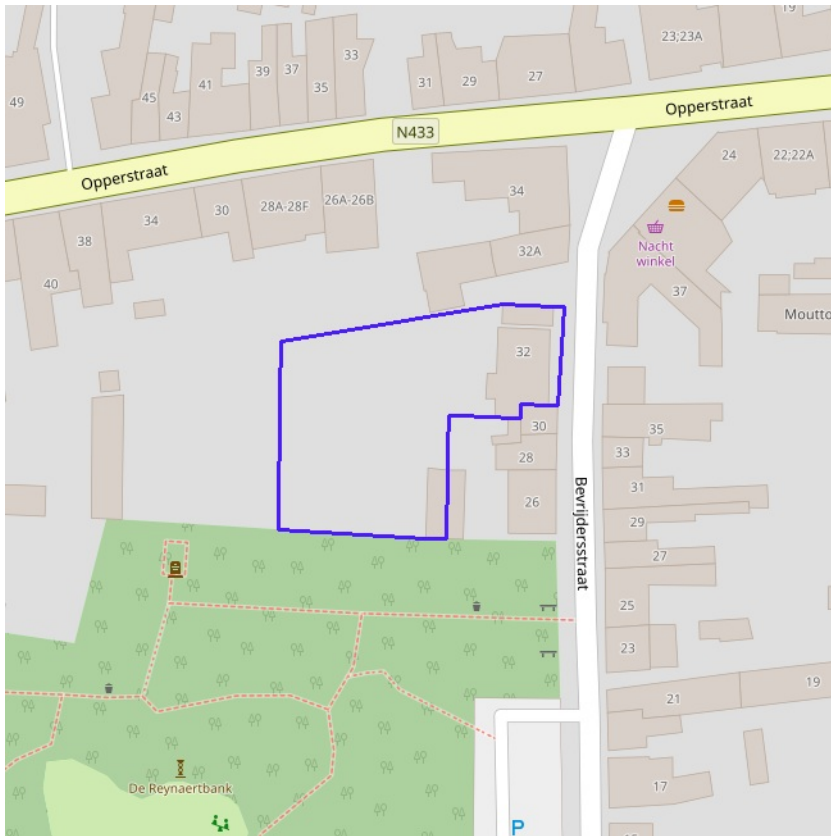 19
23;23A
33
39
37
41
35
31
29
27
45
43
49
Opperstraat
N433
Opperstraat
24
22;22A
34
26A-26B
28A-28F
30
34
38
40
32A
Nacht
winkel
37
Moutto
32
30
28
26
35
33
31
29
27
25
23
21
19
17
Bevrijdersstraat
De Reynaertbank
P